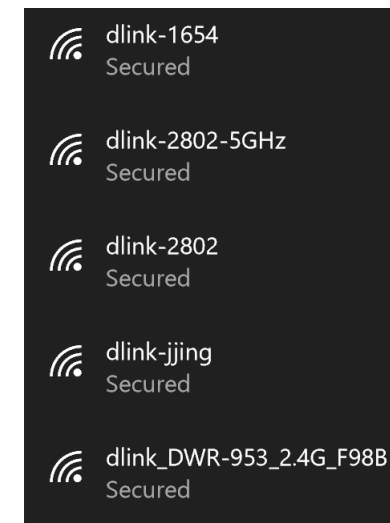 dlink-1654
Secured
dlink-2802-5GHz
Secured
dlink-2802
Secured
dlink-jjing
Secured
dlink_DWR-953_2.4G_F98B
Secured